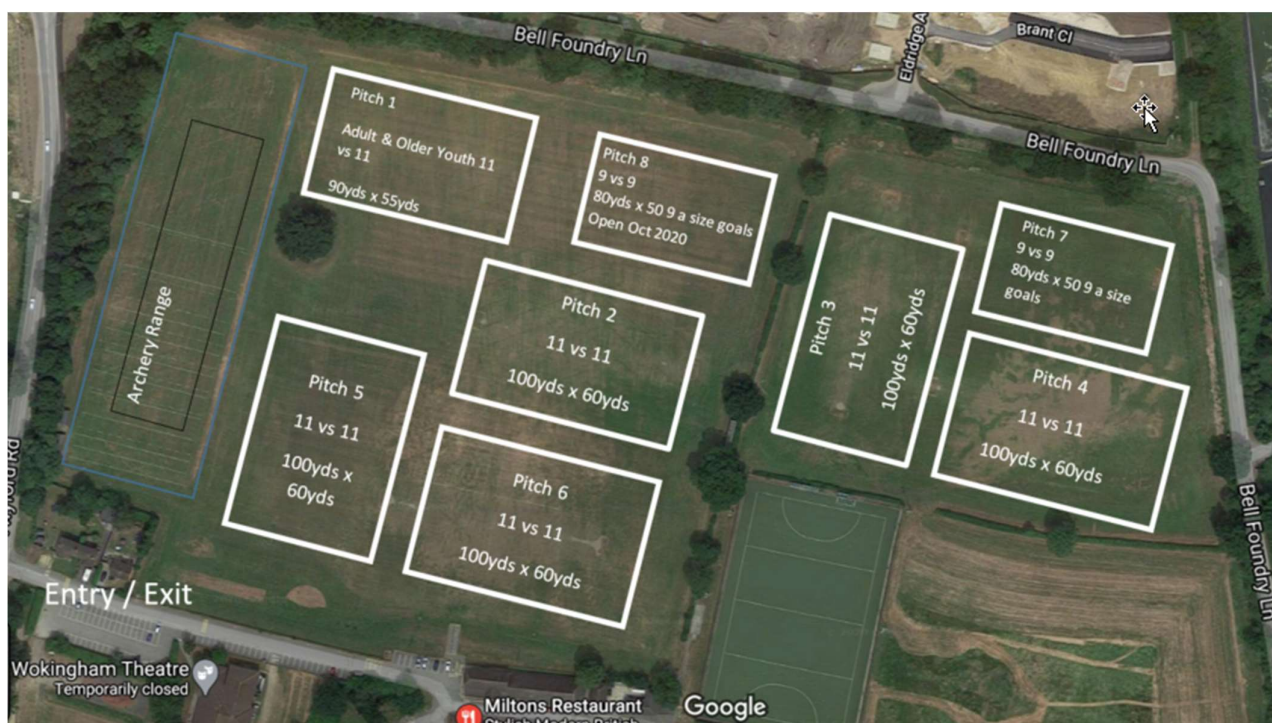 Bell Foundry Ln
Eldridge A
Brant Cl
Bell Foundry Ln
Pitch 1
Adult & Older Youth 11
vs 11
90yds x 55yds
Pitch 8
9 vs 9
80yds x 50 9 a size goals
Open Oct 2020
Pitch 7
9 vs 9
80yds x 50 9 a size
goals
Pitch 2
11 vs 11
100yds x 60yds
Pitch 3
11 vs 11
100yds x 60yds
Archery Range
Pitch 5
11 vs 11
100yds x
60yds
Pitch 4
11 vs 11
100yds x 60yds
Pitch 6
11 vs 11
100yds x 60yds
Bell Foundry Ln
Entry / Exit
Wokingham Theatre
Temporarily closed
Miltons Restaurant
Stylish Modern British
Google